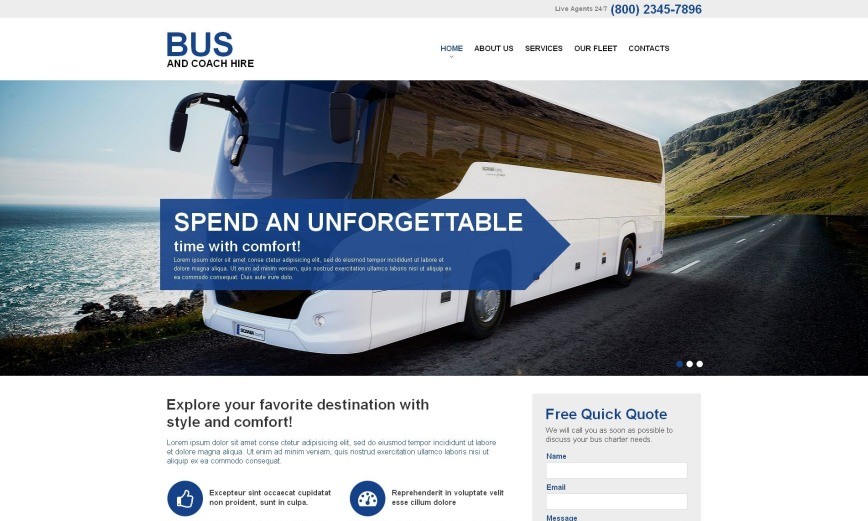 Live Agents 24/7 (800) 2345-7896
BUS
AND COACH HIRE
HOME ABOUT US SERVICES OUR FLEET CONTACTS
SPEND AN UNFORGETTABLE
time with comfort!
Lorem ipsum dolor sit amet conse ctetur adipisicing elit, sed do eiusmod tempor incididunt ut labore et
dolore magna aliqua. Ut enim ad minim veniam, quis nostrud exercitation ullamco laboris nisi ut aliquip ex
ea commodo consequat. Duis aute irure dolo.
SCANIA
Explore your favorite destination with
style and comfort!
Lorem ipsum dolor sit amet conse ctetur adipisicing elit, sed do eiusmod tempor incididunt ut labore
et dolore magna aliqua. Ut enim ad minim veniam, quis nostrud exercitation ullamco laboris nisi ut
aliquip ex ea commodo consequat.
Excepteur sint occaecat cupidatat
non proident, sunt in culpa.
Reprehenderit in voluptate velit
esse cillum dolore
Free Quick Quote
We will call you as soon as possible to
discuss your bus charter needs.
Name
Email
Message